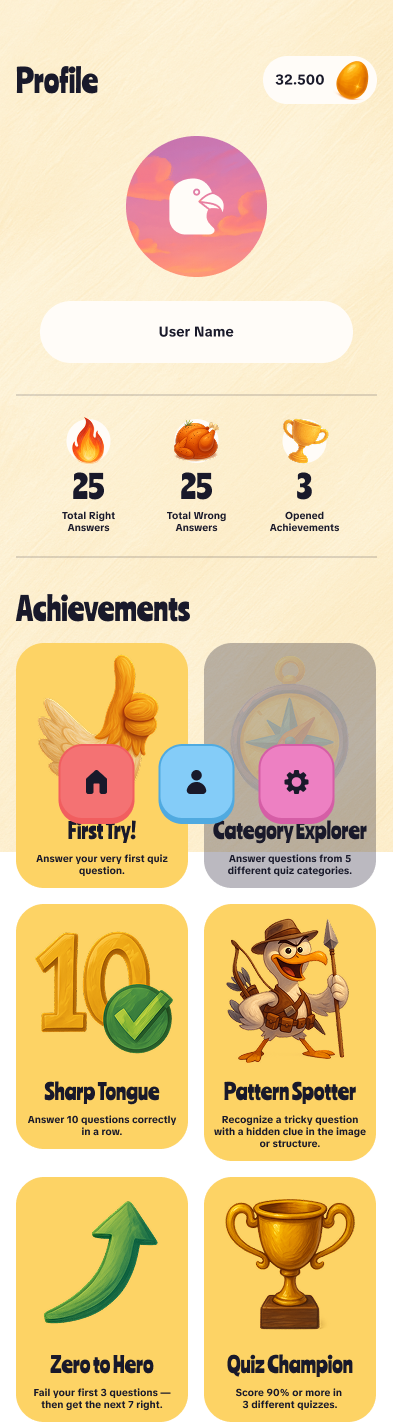 Profile
32.500
User Name
25
25
3
Total Right
Answers
Total Wrong
Answers
Opened
Achievements
Achievements
First Try!
Category Explorer
Answer your very first quiz
question.
Answer questions from 5
different quiz categories.
10
Sharp Tongue
Pattern Spotter
Answer 10 questions correctly
in a row.
Recognize a tricky question
with a hidden clue in the image
or structure.
Zero to Hero
Quiz Champion
Fail your first 3 questions —
then get the next 7 right.
Score 90% or more in
3 different quizzes.